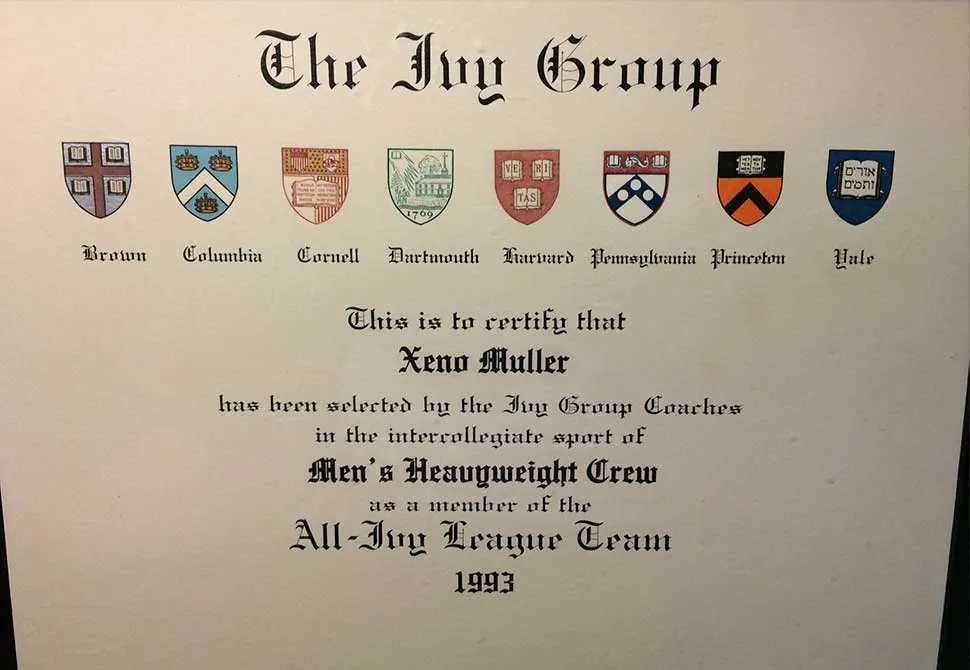 The Ivy Group
1769
VE RI
TAS
אורים
ותמים
Brown Columbia Cornell Dartmouth Harvard Pennsylvania Princeton Yale
This is to certify that
Xeno Muller
has been selected by the Ivy Group Coaches
in the intercollegiate sport of
Men's Heavyweight Crew
as a member of the
All-Ivy League Team
1993